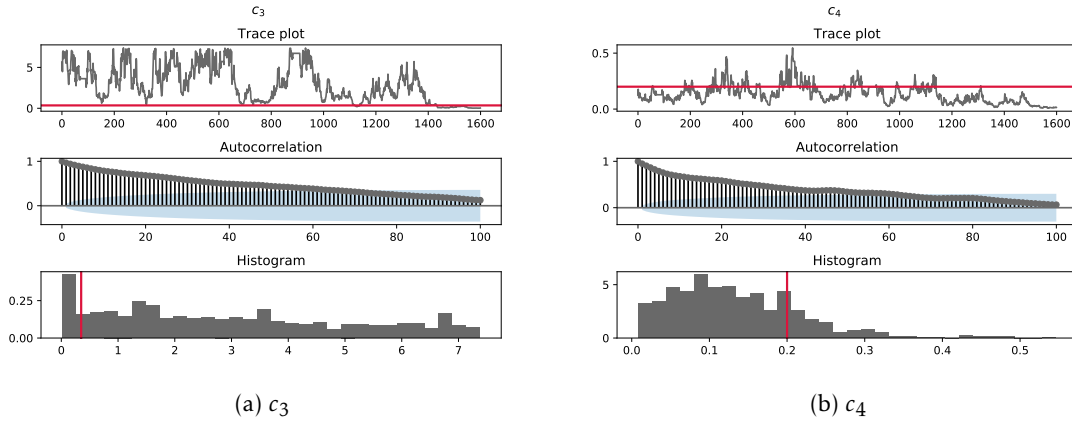 c₃
Trace plot
5
0
0 200 400 600 800 1000 1200 1400 1600
Autocorrelation
1
0
0 20 40 60 80 100
Histogram
0.25
0.00
0 1 2 3 4 5 6 7
(a) c₃
c₄
Trace plot
0.5
0.0
0 200 400 600 800 1000 1200 1400 1600
Autocorrelation
1
0
0 20 40 60 80 100
Histogram
5
0
0.0 0.1 0.2 0.3 0.4 0.5
(b) c₄